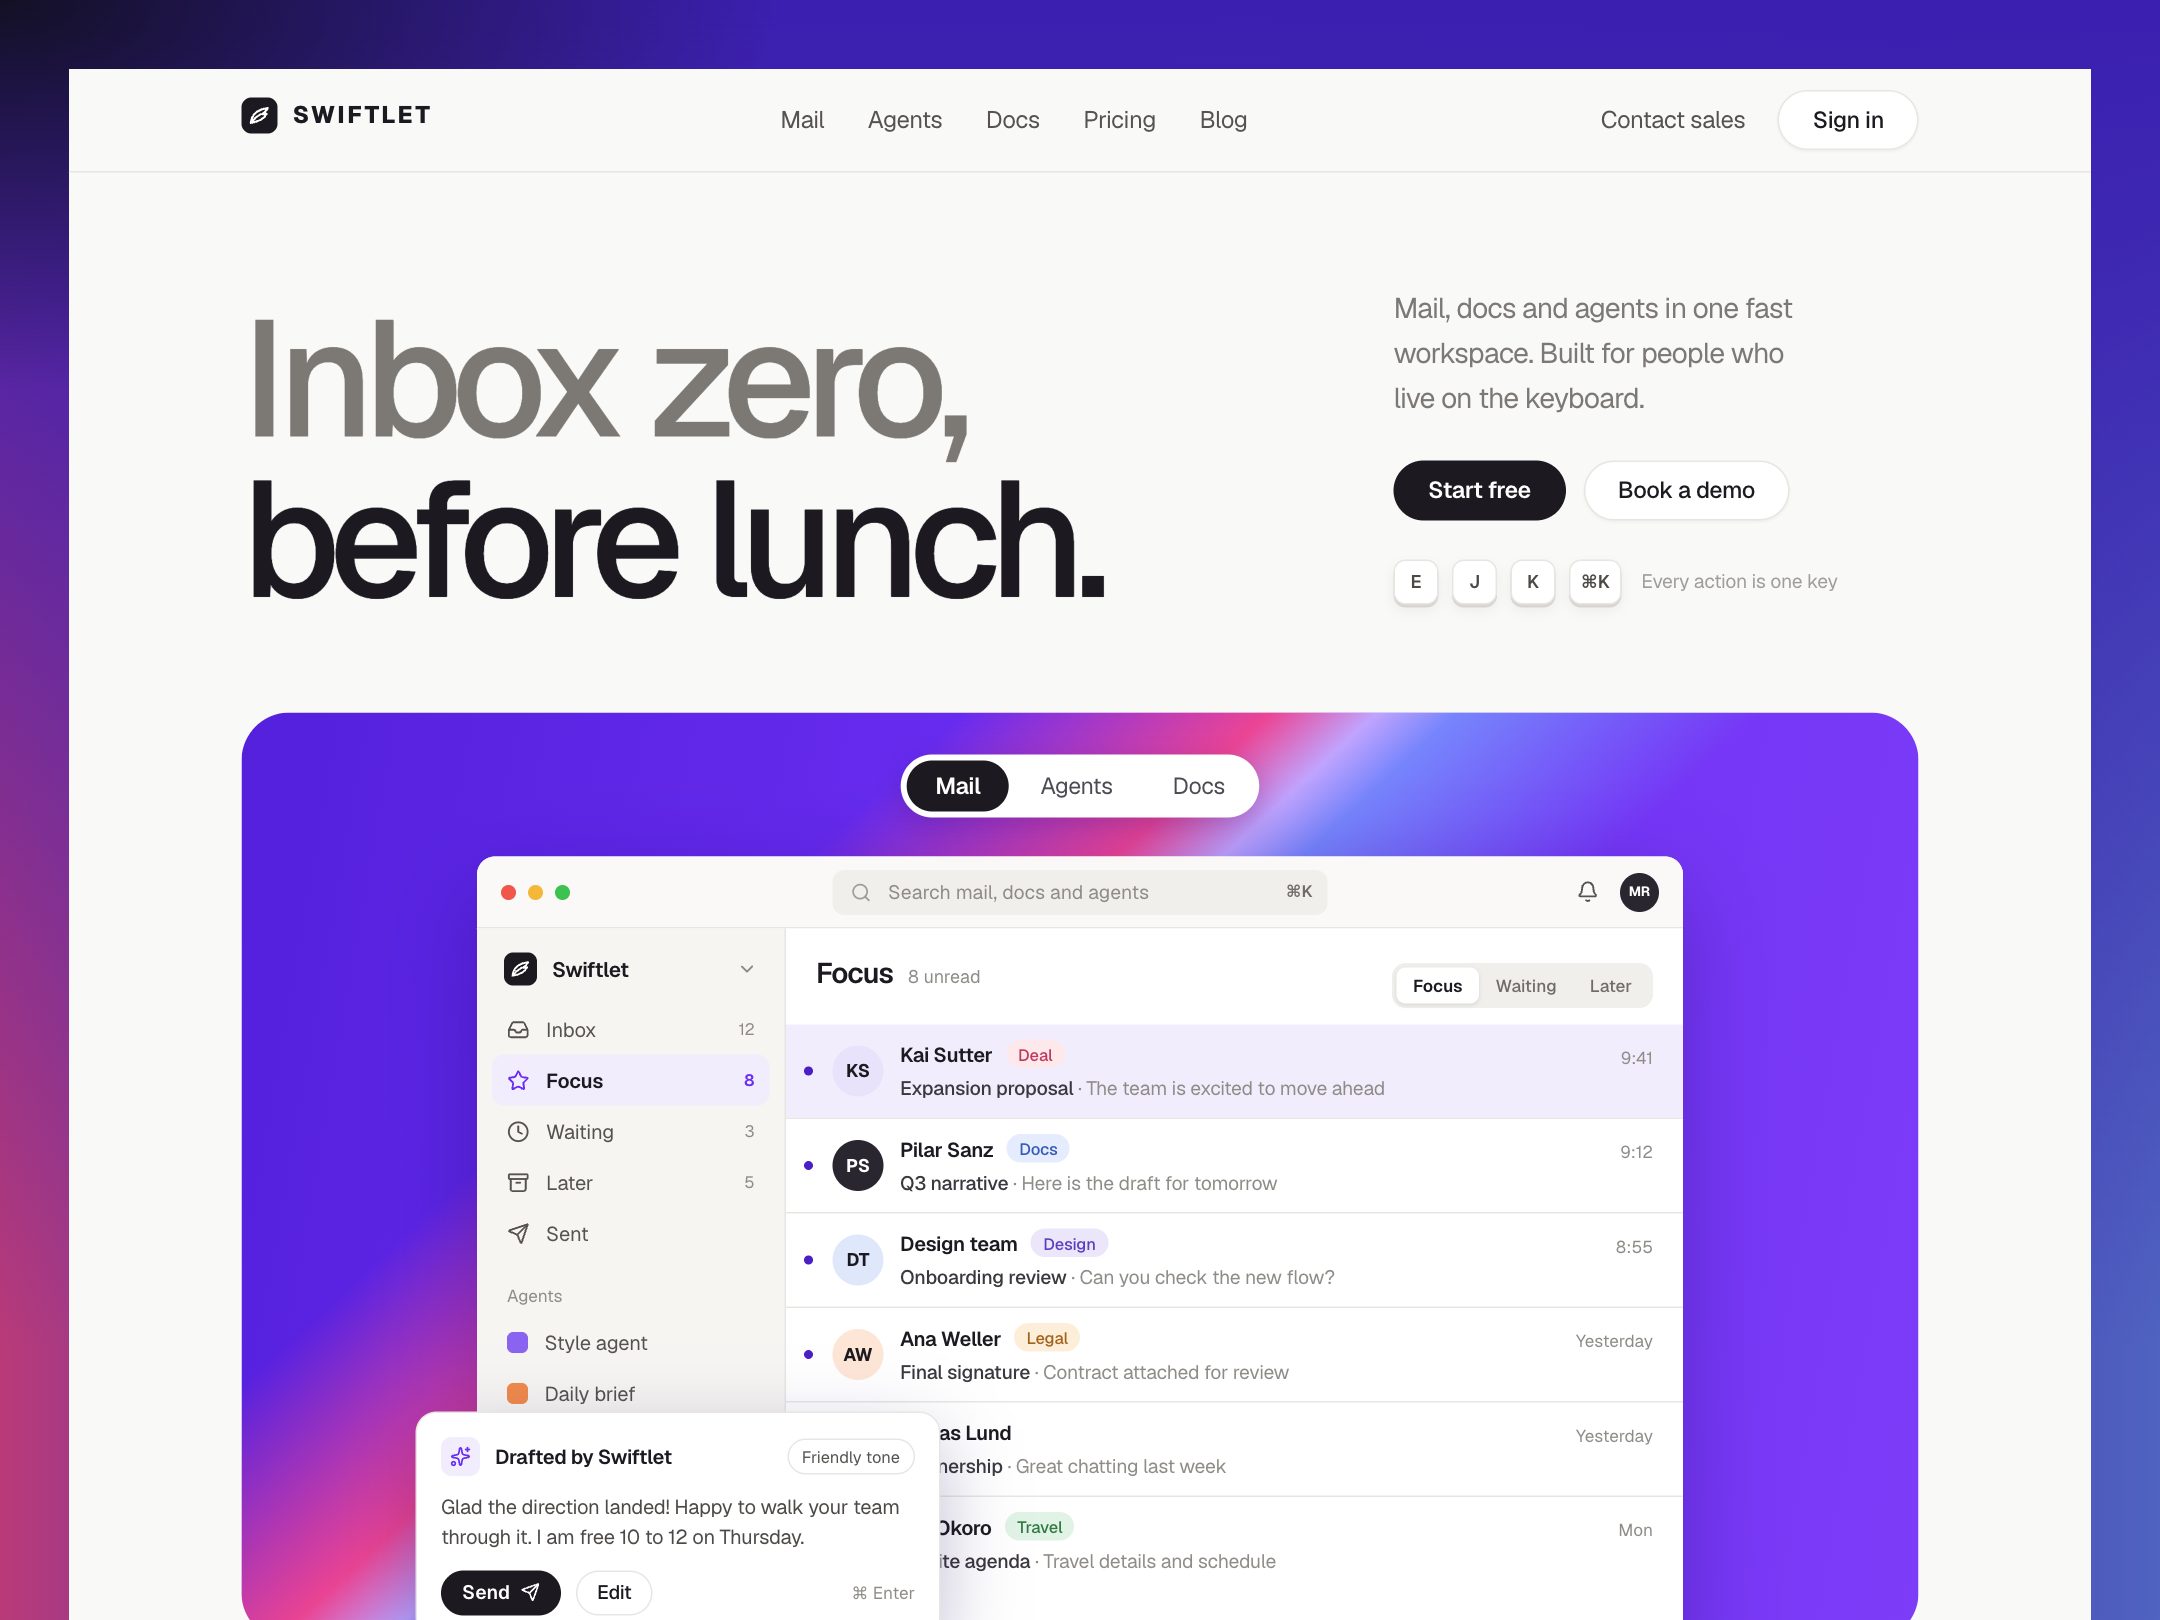 SWIFTLET
Mail Agents Docs Pricing Blog
Contact sales
Sign in
Inbox zero,
before lunch.
Mail, docs and agents in one fast
workspace. Built for people who
live on the keyboard.
Start free
Book a demo
E J K ⌘K Every action is one key
Mail Agents Docs
Search mail, docs and agents ⌘K
MR
Swiftlet
Inbox 12
Focus 8
Waiting 3
Later 5
Sent
Agents
Style agent
Daily brief
Focus 8 unread
Focus Waiting Later
KS
Kai Sutter Deal 9:41
Expansion proposal · The team is excited to move ahead
PS
Pilar Sanz Docs 9:12
Q3 narrative · Here is the draft for tomorrow
DT
Design team Design 8:55
Onboarding review · Can you check the new flow?
AW
Ana Weller Legal Yesterday
Final signature · Contract attached for review
as Lund Yesterday
nership · Great chatting last week
Okoro Travel Mon
ite agenda · Travel details and schedule
Drafted by Swiftlet
Friendly tone
Glad the direction landed! Happy to walk your team
through it. I am free 10 to 12 on Thursday.
Send
Edit
⌘ Enter